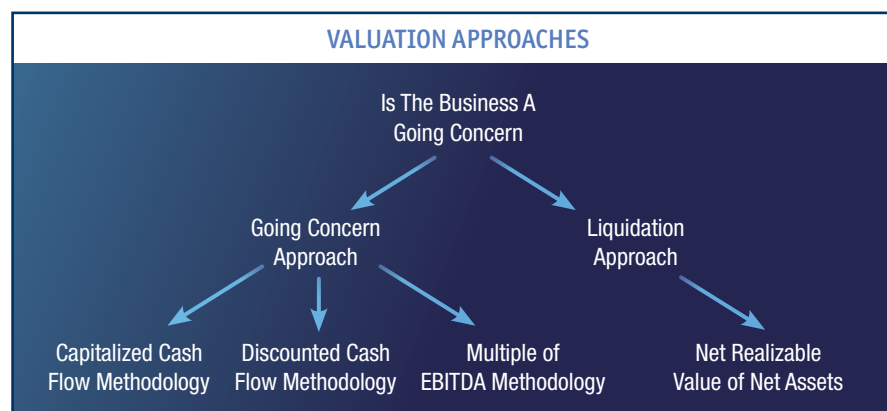 VALUATION APPROACHES
Is The Business A
Going Concern
Going Concern
Approach
Liquidation
Approach
Capitalized Cash
Flow Methodology
Discounted Cash
Flow Methodology
Multiple of
EBITDA Methodology
Net Realizable
Value of Net Assets